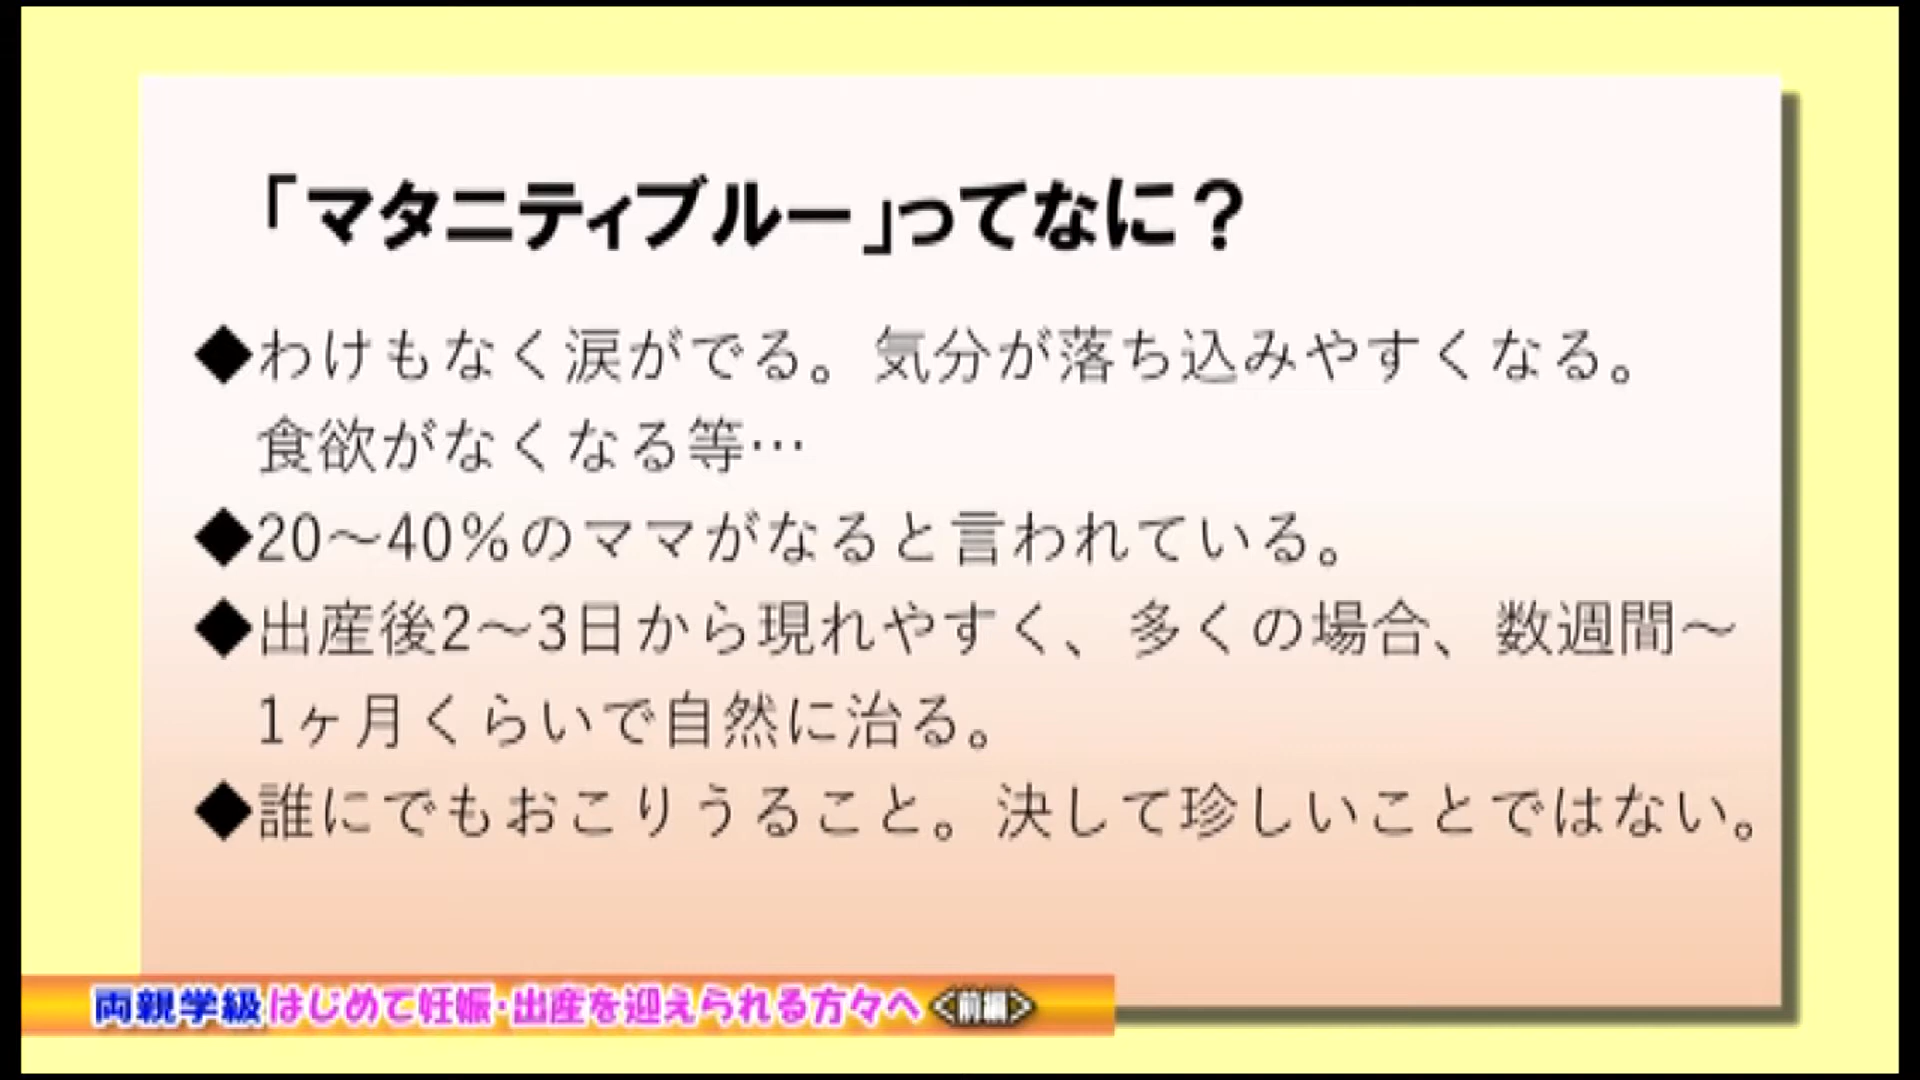 「マタニティブルー」ってなに？
◆わけもなく涙がでる。気分が落ち込みやすくなる。
食欲がなくなる等…
◆20～40％のママがなると言われている。
◆出産後2～3日から現れやすく、多くの場合、数週間～
1ヶ月くらいで自然に治る。
◆誰にでもおこりうること。決して珍しいことではない。
両親学級はじめて妊娠・出産を迎えられる方々へ＜前編＞